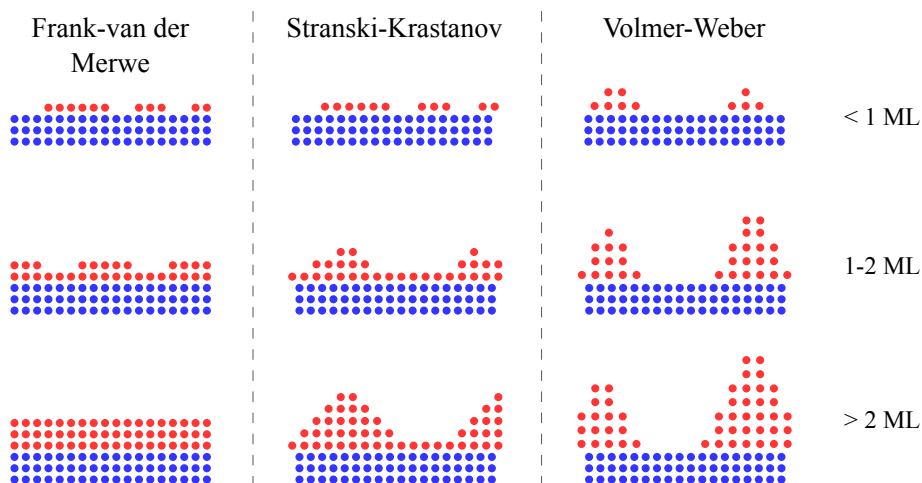 Frank-van der
Merwe
Stranski-Krastanov
Volmer-Weber
< 1 ML
1-2 ML
> 2 ML